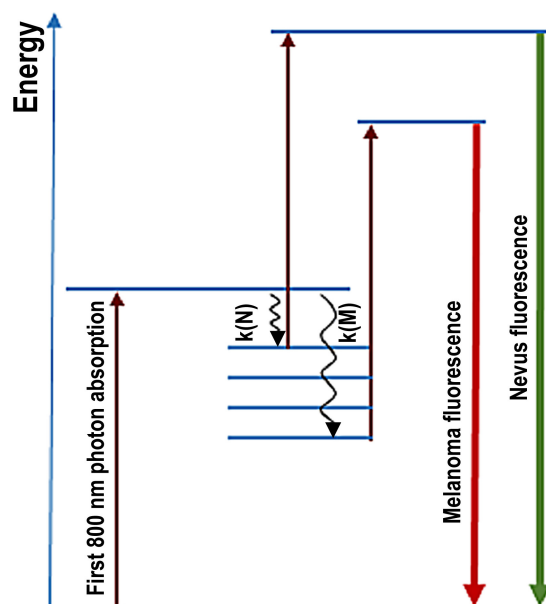 Energy
First 800 nm photon absorption
k(N)
k(M)
Melanoma fluorescence
Nevus fluorescence